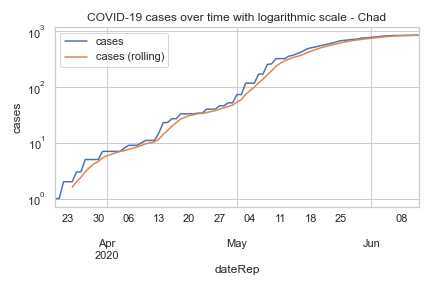 COVID-19 cases over time with logarithmic scale - Chad
cases
cases (rolling)
cases
10³
10²
10¹
10⁰
23 30 06 13 20 27 04 11 18 25 08
Apr May Jun
2020
dateRep